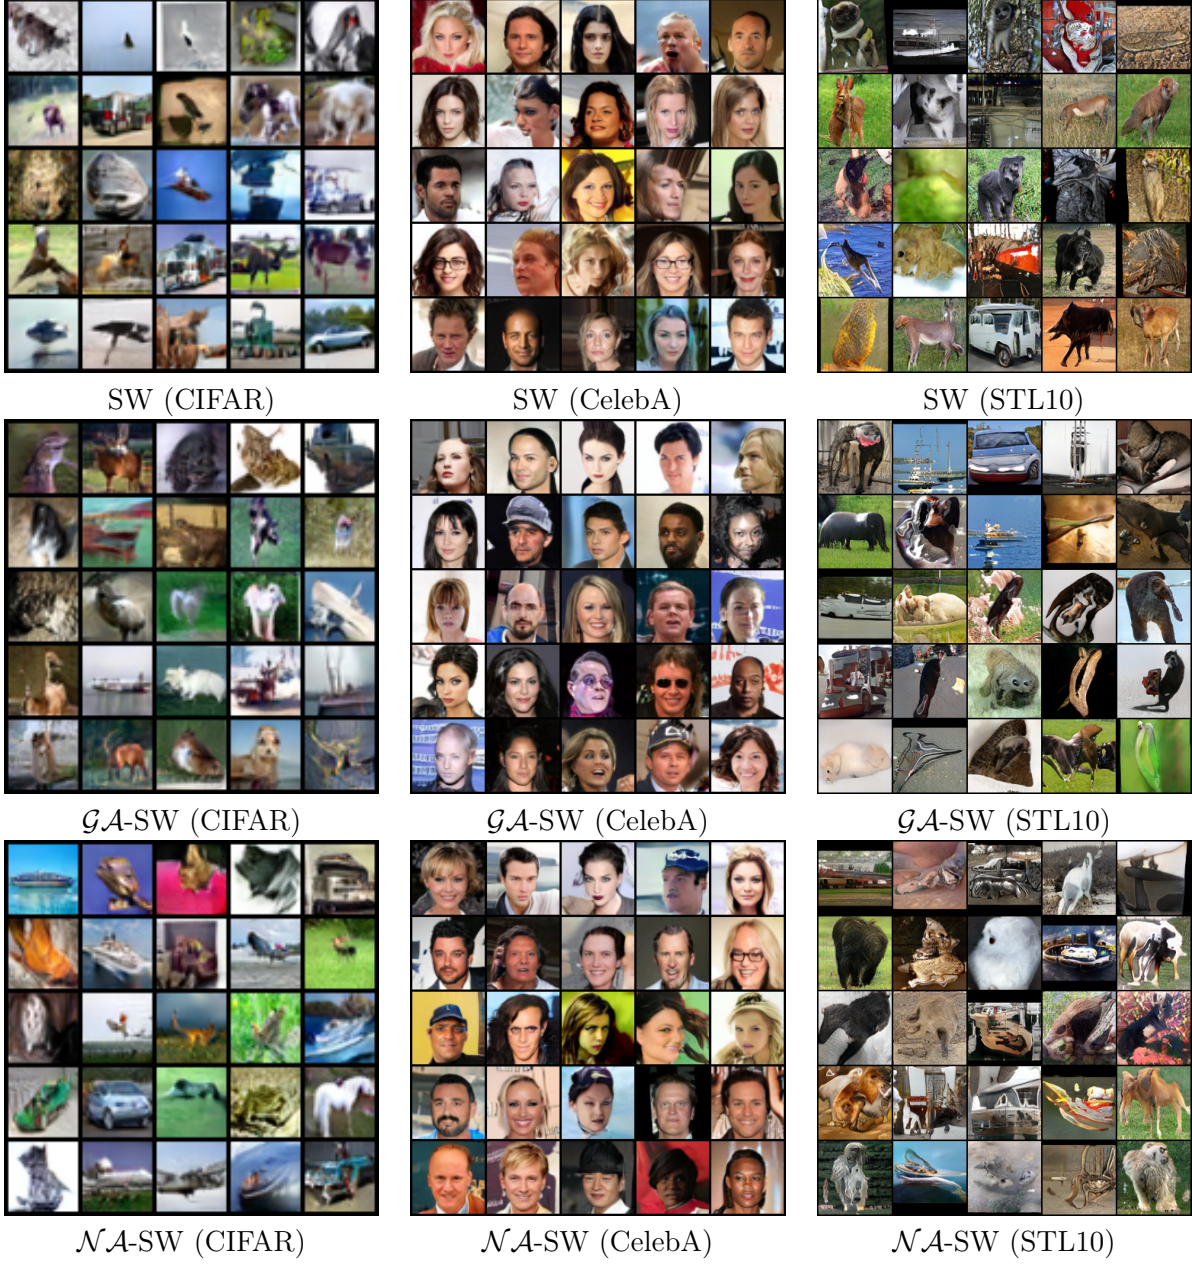 SW (CIFAR) SW (CelebA) SW (STL10)
𝒢𝒜-SW (CIFAR) 𝒢𝒜-SW (CelebA) 𝒢𝒜-SW (STL10)
𝒩𝒜-SW (CIFAR) 𝒩𝒜-SW (CelebA) 𝒩𝒜-SW (STL10)